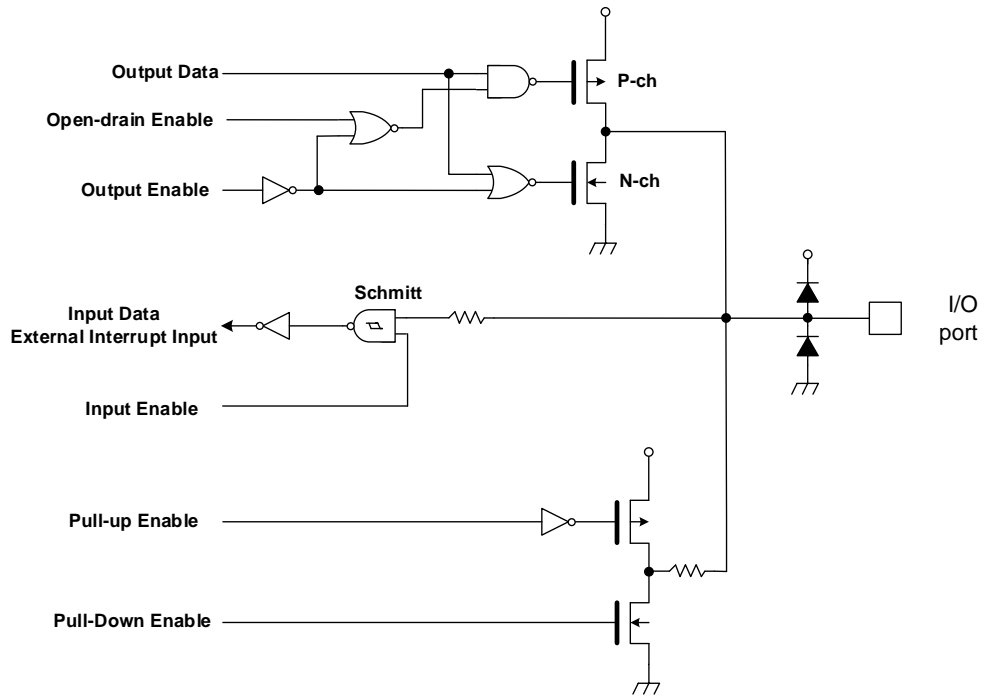 Output Data
P-ch
Open-drain Enable
Output Enable
N-ch
Schmitt
Input Data
External Interrupt Input
I/O
port
Input Enable
Pull-up Enable
Pull-Down Enable